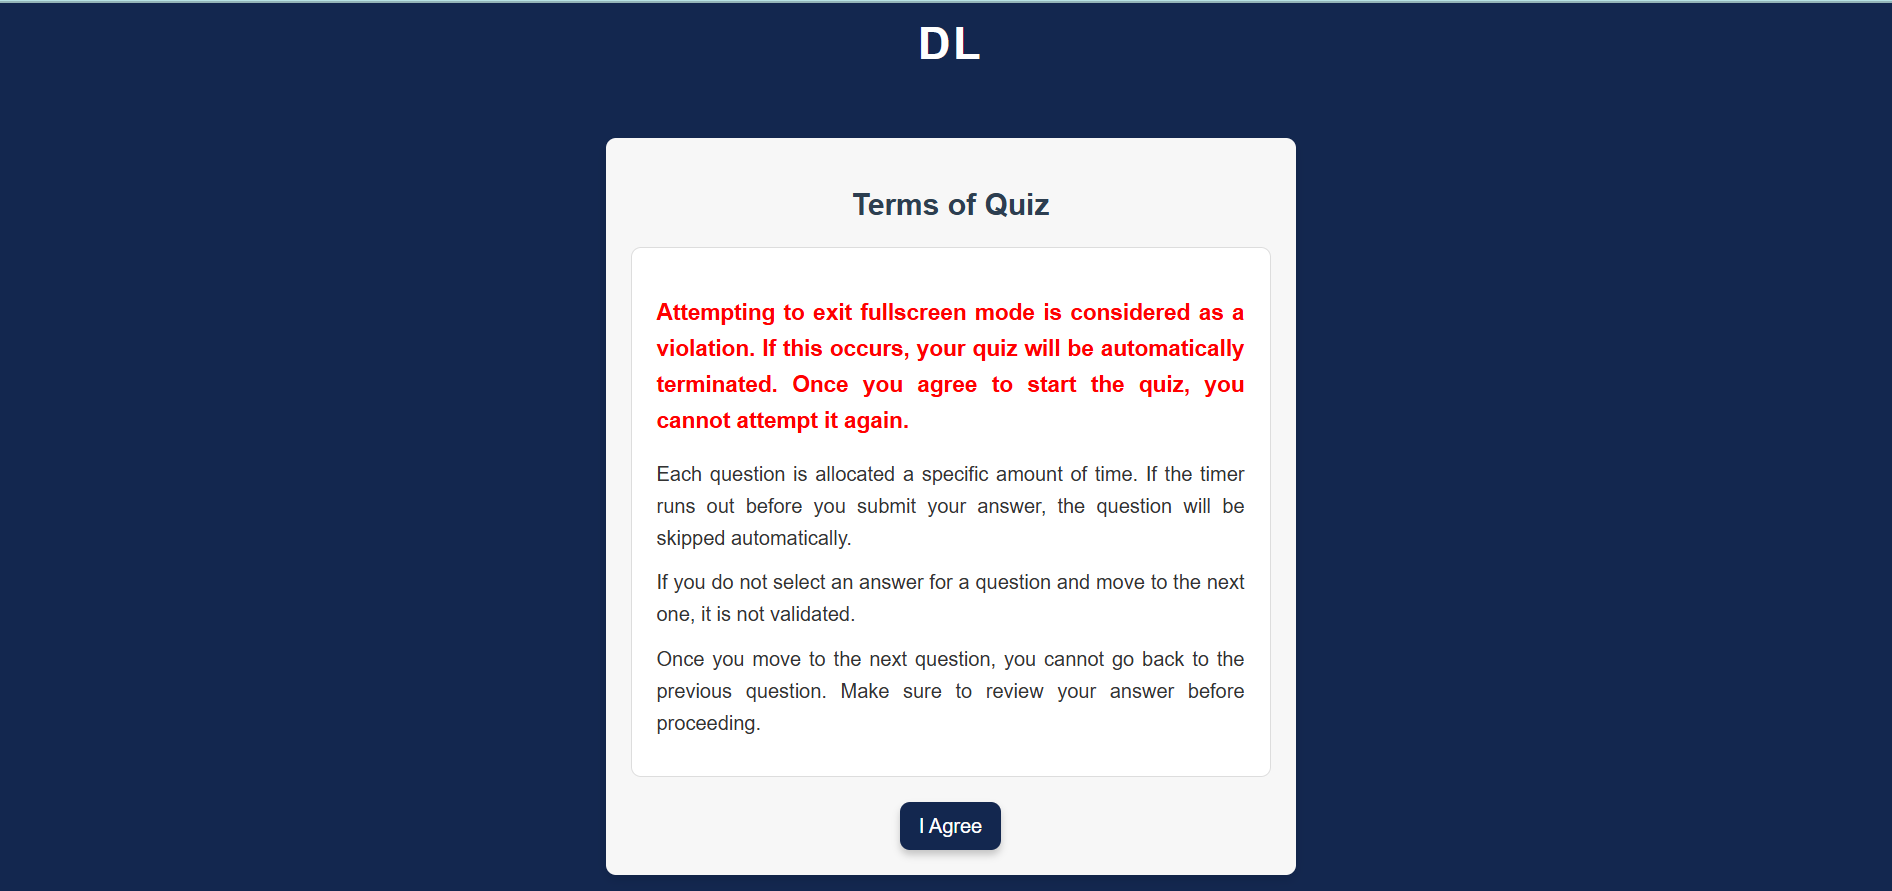 DL
Terms of Quiz
Attempting to exit fullscreen mode is considered as a
violation. If this occurs, your quiz will be automatically
terminated. Once you agree to start the quiz, you
cannot attempt it again.
Each question is allocated a specific amount of time. If the timer
runs out before you submit your answer, the question will be
skipped automatically.
If you do not select an answer for a question and move to the next
one, it is not validated.
Once you move to the next question, you cannot go back to the
previous question. Make sure to review your answer before
proceeding.
I Agree